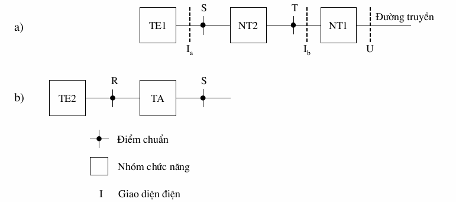 S
T
Đường truyền
a)
TE1
NT2
NT1
Ia
Ib
U
R
S
b)
TE2
TA
Điểm chuẩn
Nhóm chức năng
I
Giao diện điện